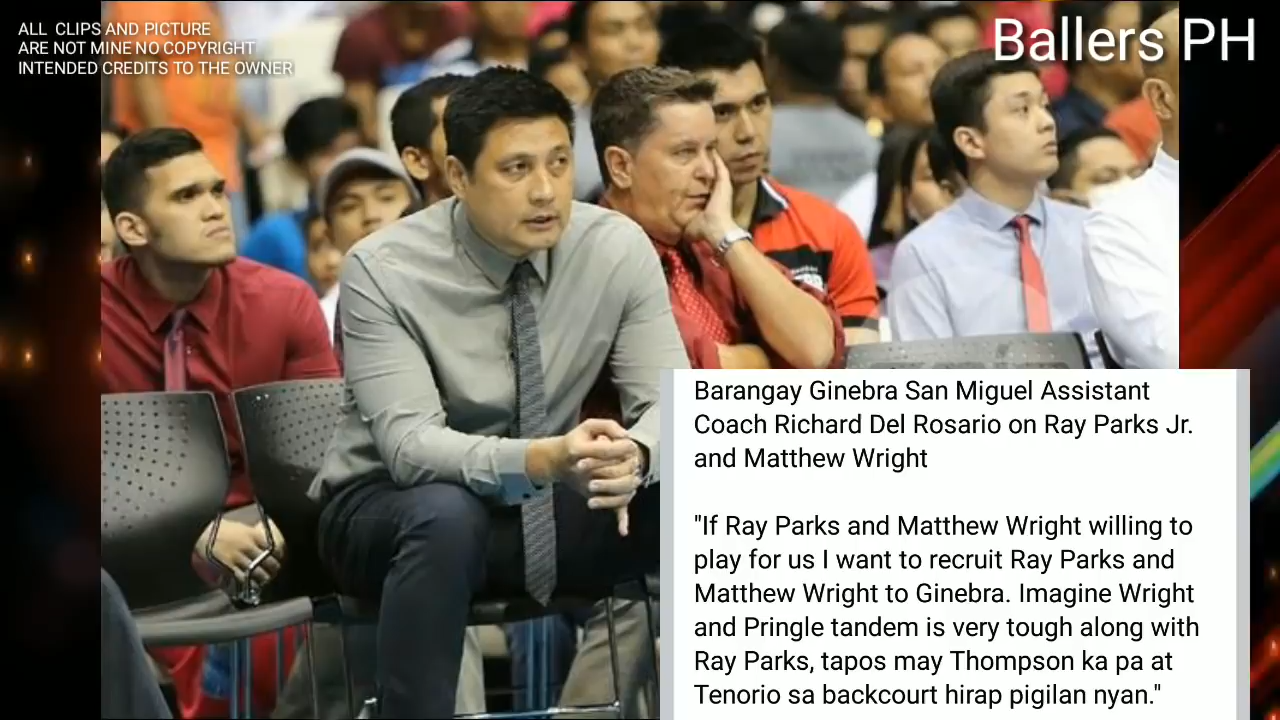 ALL CLIPS AND PICTURE
ARE NOT MINE NO COPYRIGHT
INTENDED CREDITS TO THE OWNER
Ballers PH
Barangay Ginebra San Miguel Assistant
Coach Richard Del Rosario on Ray Parks Jr.
and Matthew Wright
"If Ray Parks and Matthew Wright willing to
play for us I want to recruit Ray Parks and
Matthew Wright to Ginebra. Imagine Wright
and Pringle tandem is very tough along with
Ray Parks, tapos may Thompson ka pa at
Tenorio sa backcourt hirap pigilan nyan."